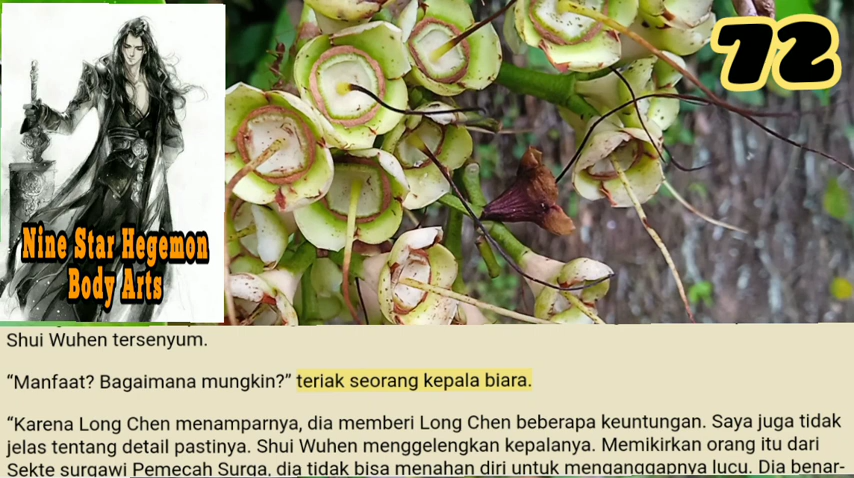 72
Nine Star Hegemon
Body Arts
Shui Wuhen tersenyum.
“Manfaat? Bagaimana mungkin?” teriak seorang kepala biara.
“Karena Long Chen menamparnya, dia memberi Long Chen beberapa keuntungan. Saya juga tidak
jelas tentang detail pastinya. Shui Wuhen menggelengkan kepalanya. Memikirkan orang itu dari
Sekte surgawi Pemecah Surga, dia tidak bisa menahan diri untuk menganggapnya lucu. Dia benar-